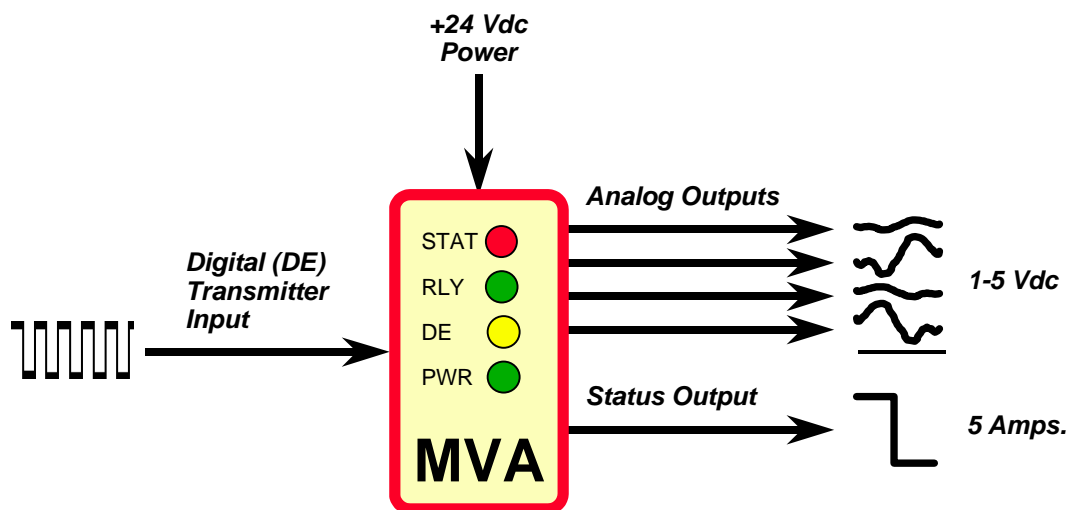 +24 Vdc
Power
Analog Outputs
STAT
Digital (DE)
Transmitter
Input
RLY
1-5 Vdc
DE
PWR
Status Output
5 Amps.
MVA